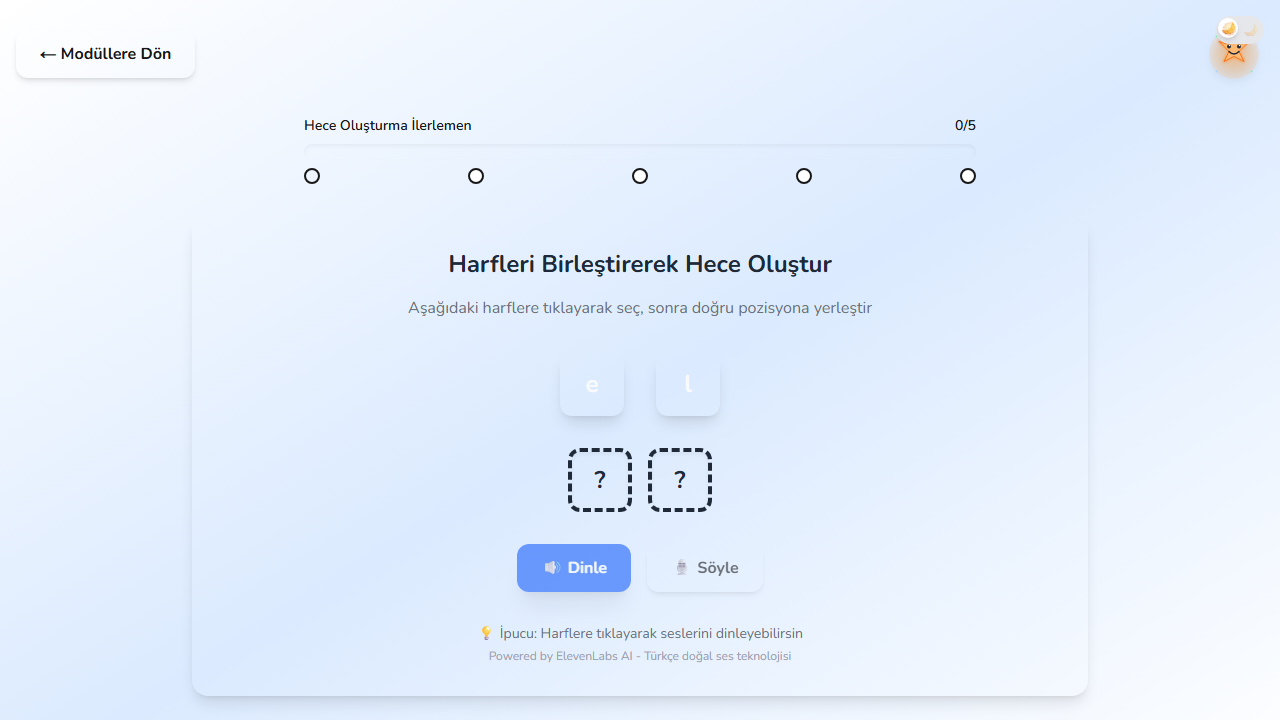 ← Modüllere Dön
Hece Oluşturma İlerlemen 0/5
Harfleri Birleştirerek Hece Oluştur
Aşağıdaki harflere tıklayarak seç, sonra doğru pozisyona yerleştir
e l
? ?
🔊 Dinle 🎙️ Söyle
💡 İpucu: Harflere tıklayarak seslerini dinleyebilirsin
Powered by ElevenLabs AI - Türkçe doğal ses teknolojisi